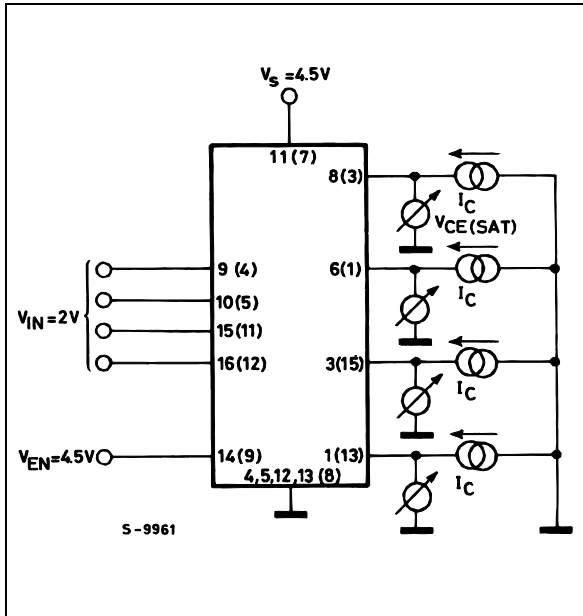 V_S = 4.5V
11(7)
8(3)
I_C
V_CE(SAT)
9(4)
6(1)
I_C
10(5)
V_IN = 2V
15(11)
16(12)
3(15)
I_C
V_EN = 4.5V
14(9)
1(13)
4,5,12,13(8)
I_C
S-9961